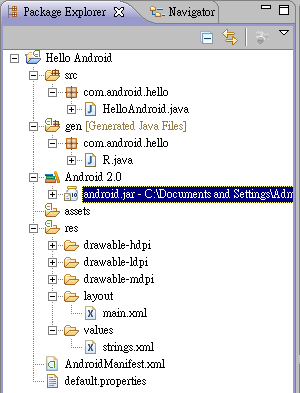 Package Explorer Navigator
Hello Android
src
com.android.hello
HelloAndroid.java
gen [Generated Java Files]
com.android.hello
R.java
Android 2.0
android.jar - C:\Documents and Settings\Adm
assets
res
drawable-hdpi
drawable-ldpi
drawable-mdpi
layout
main.xml
values
strings.xml
AndroidManifest.xml
default.properties